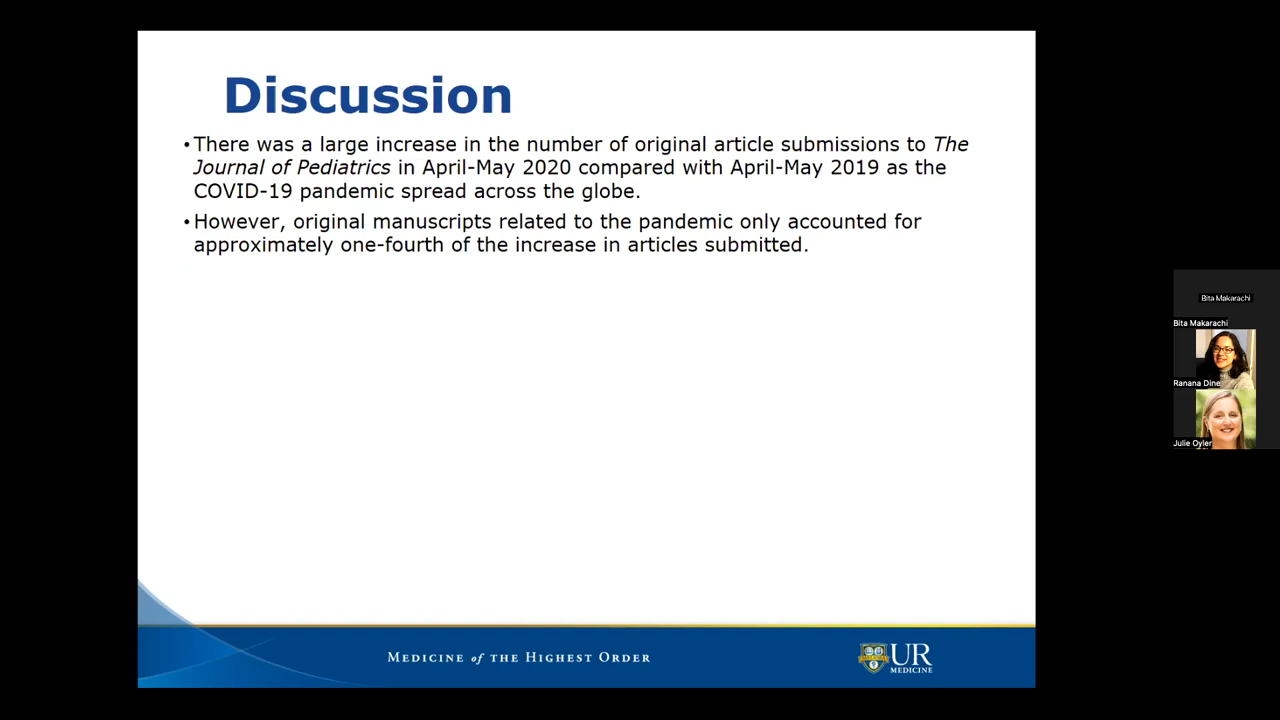 Discussion
•There was a large increase in the number of original article submissions to The
Journal of Pediatrics in April-May 2020 compared with April-May 2019 as the
COVID-19 pandemic spread across the globe.
•However, original manuscripts related to the pandemic only accounted for
approximately one-fourth of the increase in articles submitted.
MEDICINE of THE HIGHEST ORDER
UR
MEDICINE
Bita Makarachi
Bita Makarachi
Ranana Dine
Julie Oyler